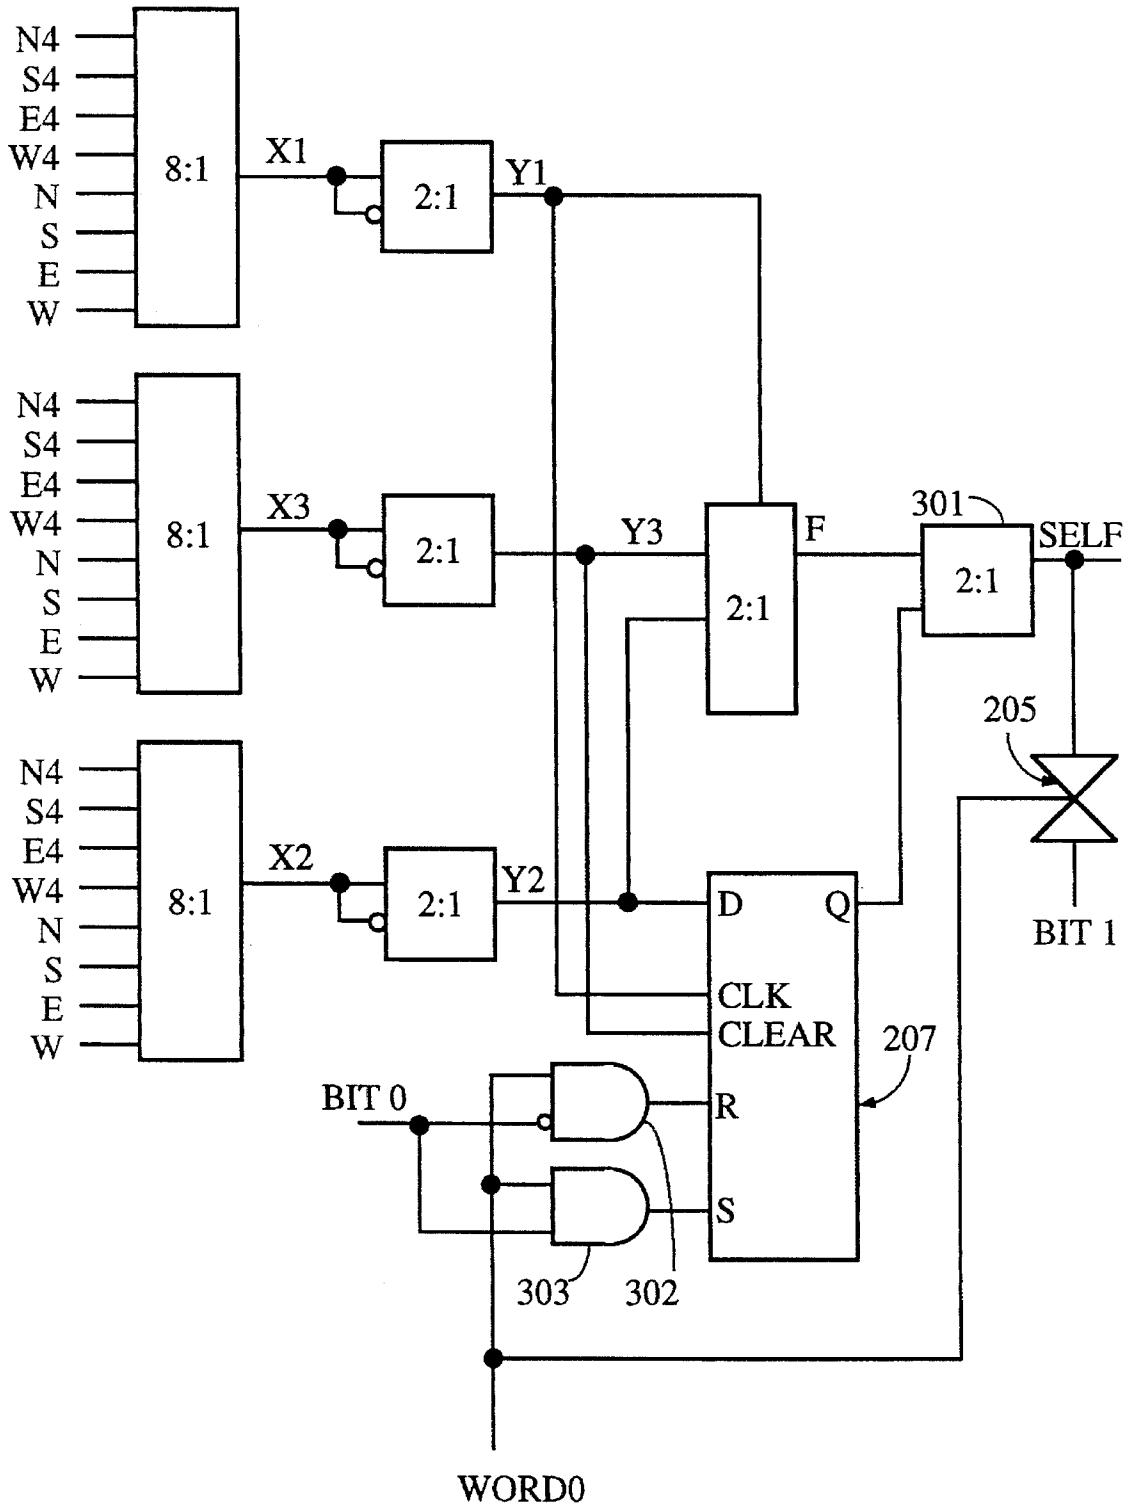 N4
S4
E4
W4
N
S
E
W
8:1
X1
2:1
Y1
N4
S4
E4
W4
N
S
E
W
8:1
X3
2:1
Y3
2:1
F
301
2:1
SELF
205
BIT 1
N4
S4
E4
W4
N
S
E
W
8:1
X2
2:1
Y2
D
Q
CLK
CLEAR
R
S
207
BIT 0
303
302
WORD0